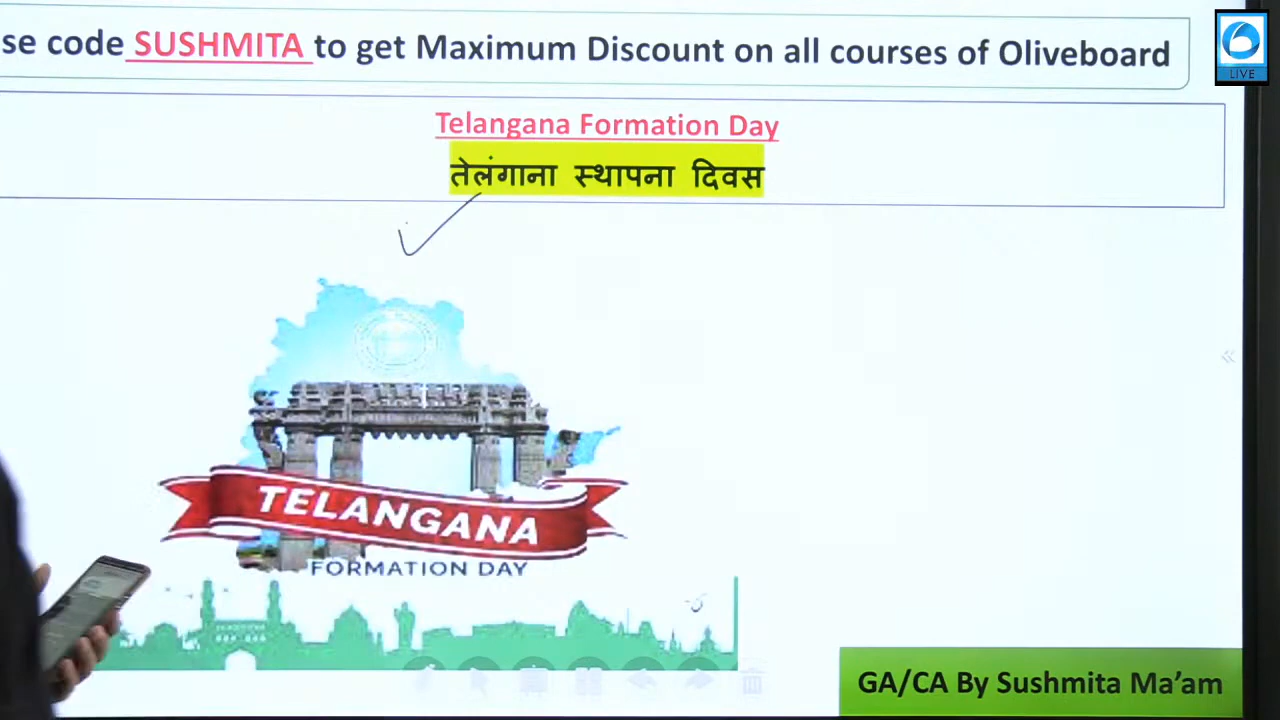 se code SUSHMITA to get Maximum Discount on all courses of Oliveboard
LIVE
Telangana Formation Day
तेलंगाना स्थापना दिवस
TELANGANA
FORMATION DAY
GA/CA By Sushmita Ma’am